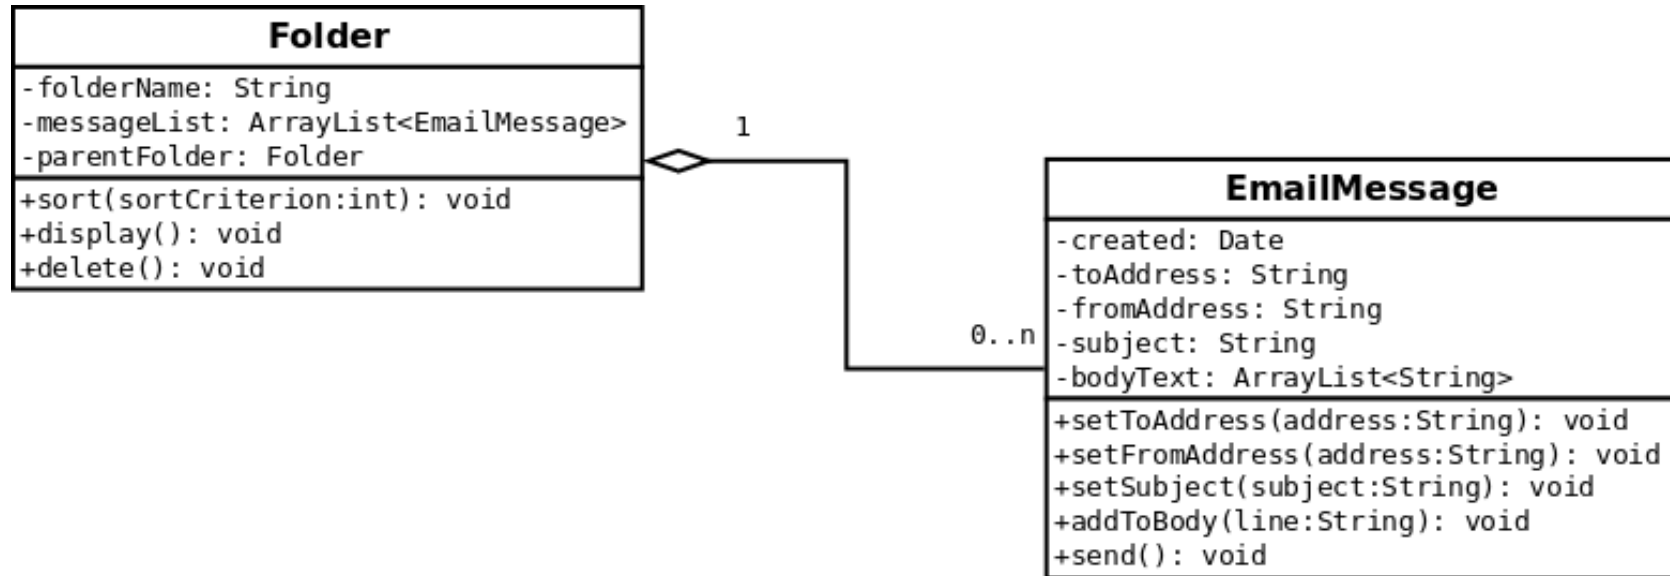 Folder
-folderName: String
-messageList: ArrayList<EmailMessage>
-parentFolder: Folder
+sort(sortCriterion:int): void
+display(): void
+delete(): void
1
0..n
EmailMessage
-created: Date
-toAddress: String
-fromAddress: String
-subject: String
-bodyText: ArrayList<String>
+setToAddress(address:String): void
+setFromAddress(address:String): void
+setSubject(subject:String): void
+addToBody(line:String): void
+send(): void